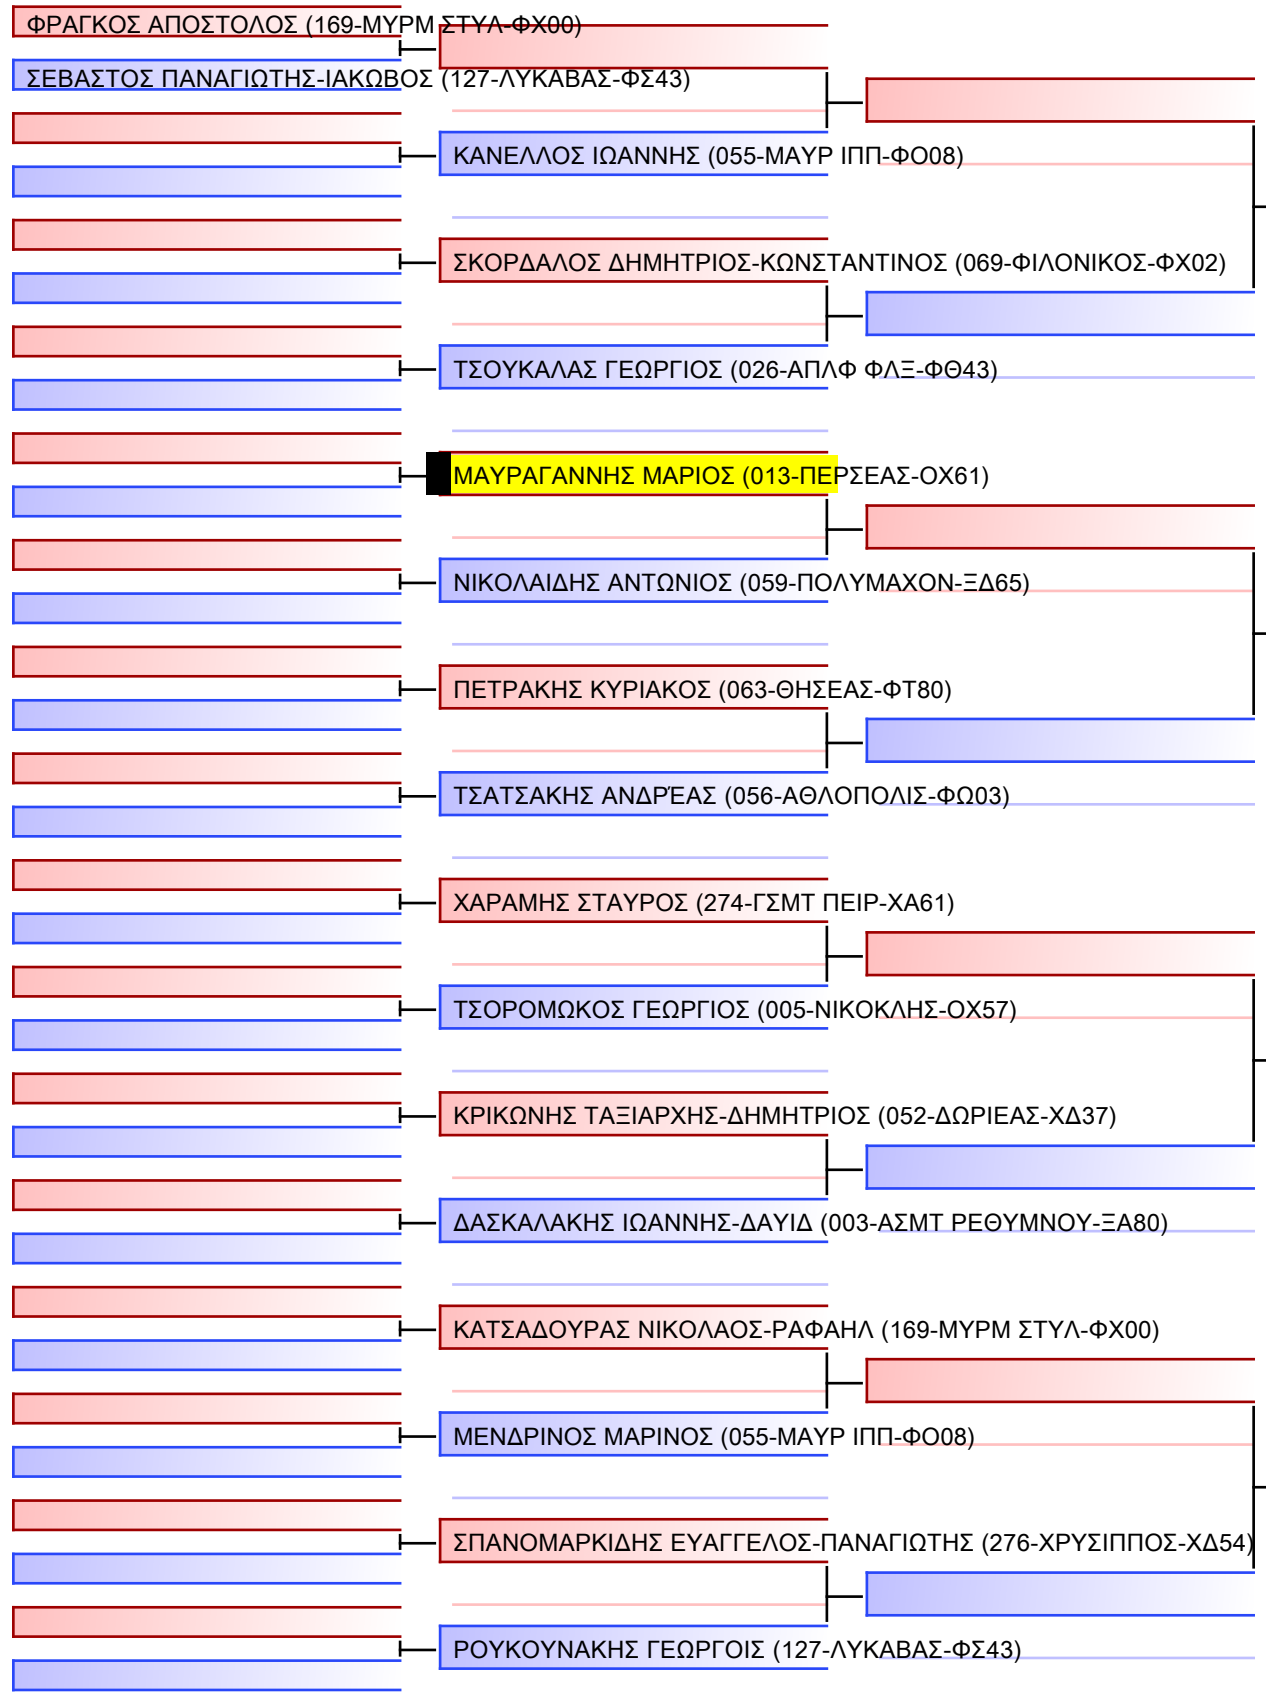 ΦΡΑΓΚΟΣ ΑΠΟΣΤΟΛΟΣ (169-ΜΥΡΜ ΣΤΥΛ-ΦΧ00)
ΣΕΒΑΣΤΟΣ ΠΑΝΑΓΙΩΤΗΣ-ΙΑΚΩΒΟΣ (127-ΛΥΚΑΒΑΣ-ΦΣ43)
ΚΑΝΕΛΛΟΣ ΙΩΑΝΝΗΣ (055-ΜΑΥΡ ΙΠΠ-ΦΟ08)
ΣΚΟΡΔΑΛΟΣ ΔΗΜΗΤΡΙΟΣ-ΚΩΝΣΤΑΝΤΙΝΟΣ (069-ΦΙΛΟΝΙΚΟΣ-ΦΧ02)
ΤΣΟΥΚΑΛΑΣ ΓΕΩΡΓΙΟΣ (026-ΑΠΛΦ ΦΛΞ-ΦΘ43)
ΜΑΥΡΑΓΑΝΝΗΣ ΜΑΡΙΟΣ (013-ΠΕΡΣΕΑΣ-ΟΧ61)
ΝΙΚΟΛΑΙΔΗΣ ΑΝΤΩΝΙΟΣ (059-ΠΟΛΥΜΑΧΟΝ-ΞΔ65)
ΠΕΤΡΑΚΗΣ ΚΥΡΙΑΚΟΣ (063-ΘΗΣΕΑΣ-ΦΤ80)
ΤΣΑΤΣΑΚΗΣ ΑΝΔΡΈΑΣ (056-ΑΘΛΟΠΟΛΙΣ-ΦΩ03)
ΧΑΡΑΜΗΣ ΣΤΑΥΡΟΣ (274-ΓΣΜΤ ΠΕΙΡ-ΧΑ61)
ΤΣΟΡΟΜΩΚΟΣ ΓΕΩΡΓΙΟΣ (005-ΝΙΚΟΚΛΗΣ-ΟΧ57)
ΚΡΙΚΩΝΗΣ ΤΑΞΙΑΡΧΗΣ-ΔΗΜΗΤΡΙΟΣ (052-ΔΩΡΙΕΑΣ-ΧΔ37)
ΔΑΣΚΑΛΑΚΗΣ ΙΩΑΝΝΗΣ-ΔΑΥΙΔ (003-ΑΣΜΤ ΡΕΘΥΜΝΟΥ-ΞΑ80)
ΚΑΤΣΑΔΟΥΡΑΣ ΝΙΚΟΛΑΟΣ-ΡΑΦΑΗΛ (169-ΜΥΡΜ ΣΤΥΛ-ΦΧ00)
ΜΕΝΔΡΙΝΟΣ ΜΑΡΙΝΟΣ (055-ΜΑΥΡ ΙΠΠ-ΦΟ08)
ΣΠΑΝΟΜΑΡΚΙΔΗΣ ΕΥΑΓΓΕΛΟΣ-ΠΑΝΑΓΙΩΤΗΣ (276-ΧΡΥΣΙΠΠΟΣ-ΧΔ54)
ΡΟΥΚΟΥΝΑΚΗΣ ΓΕΩΡΓΟΙΣ (127-ΛΥΚΑΒΑΣ-ΦΣ43)